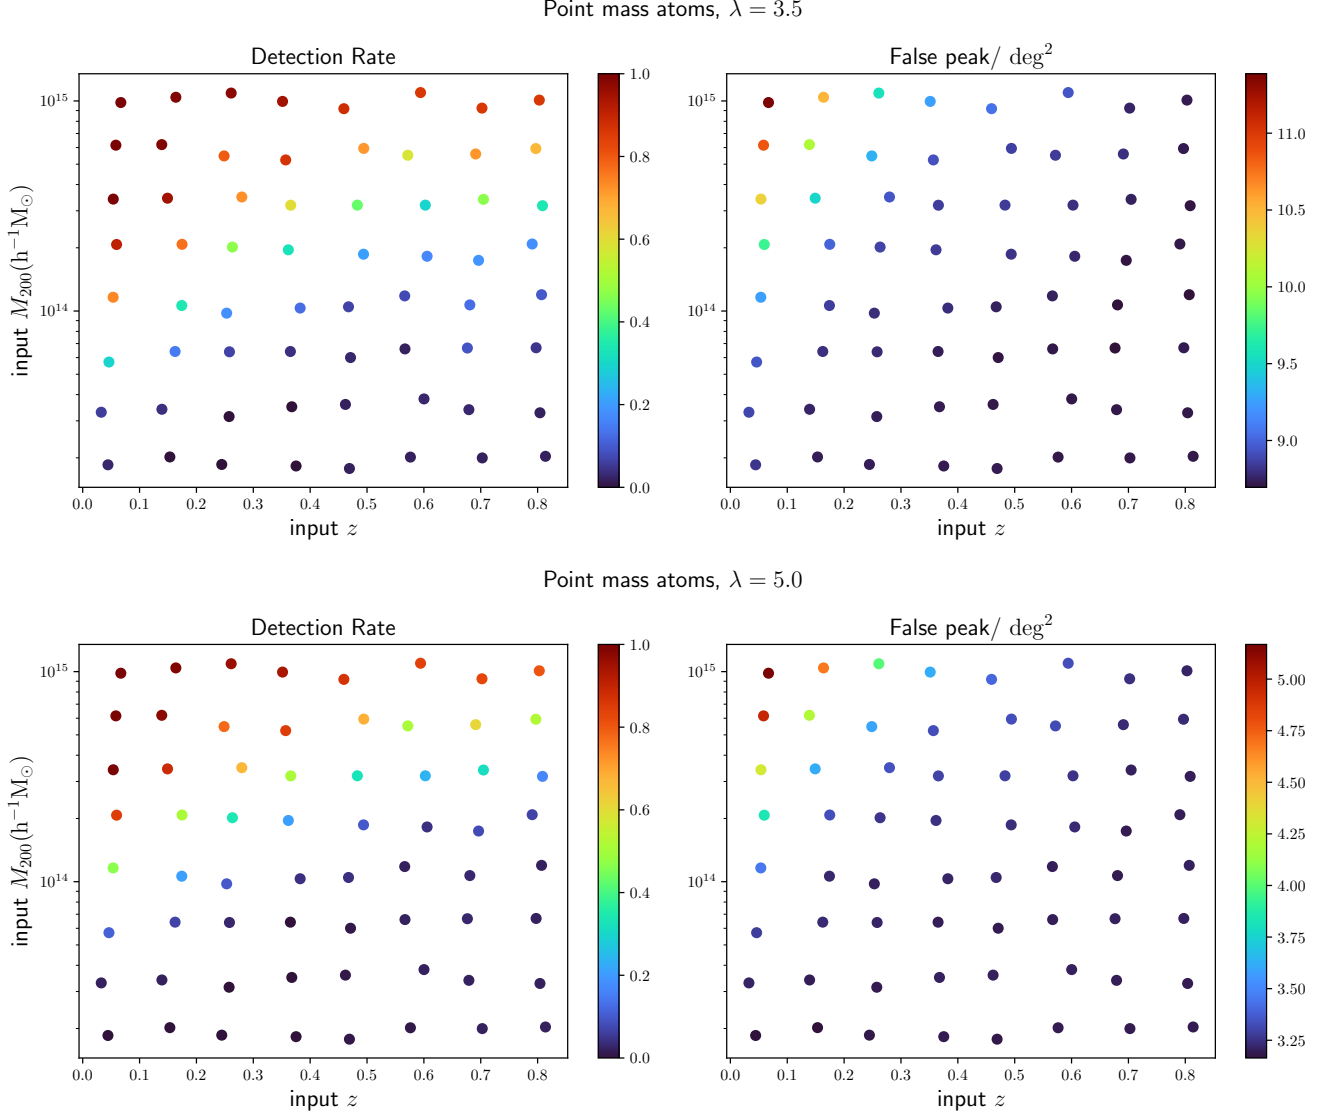 Point mass atoms, λ = 3.5
Detection Rate
False peak/ deg²
10¹⁵
10¹⁴
input M₂₀₀(h⁻¹M⊙)
0.0 0.1 0.2 0.3 0.4 0.5 0.6 0.7 0.8
input z
1.0
0.8
0.6
0.4
0.2
0.0
10¹⁵
10¹⁴
0.0 0.1 0.2 0.3 0.4 0.5 0.6 0.7 0.8
input z
11.0
10.5
10.0
9.5
9.0
Point mass atoms, λ = 5.0
Detection Rate
False peak/ deg²
10¹⁵
10¹⁴
input M₂₀₀(h⁻¹M⊙)
0.0 0.1 0.2 0.3 0.4 0.5 0.6 0.7 0.8
input z
1.0
0.8
0.6
0.4
0.2
0.0
10¹⁵
10¹⁴
0.0 0.1 0.2 0.3 0.4 0.5 0.6 0.7 0.8
input z
5.00
4.75
4.50
4.25
4.00
3.75
3.50
3.25